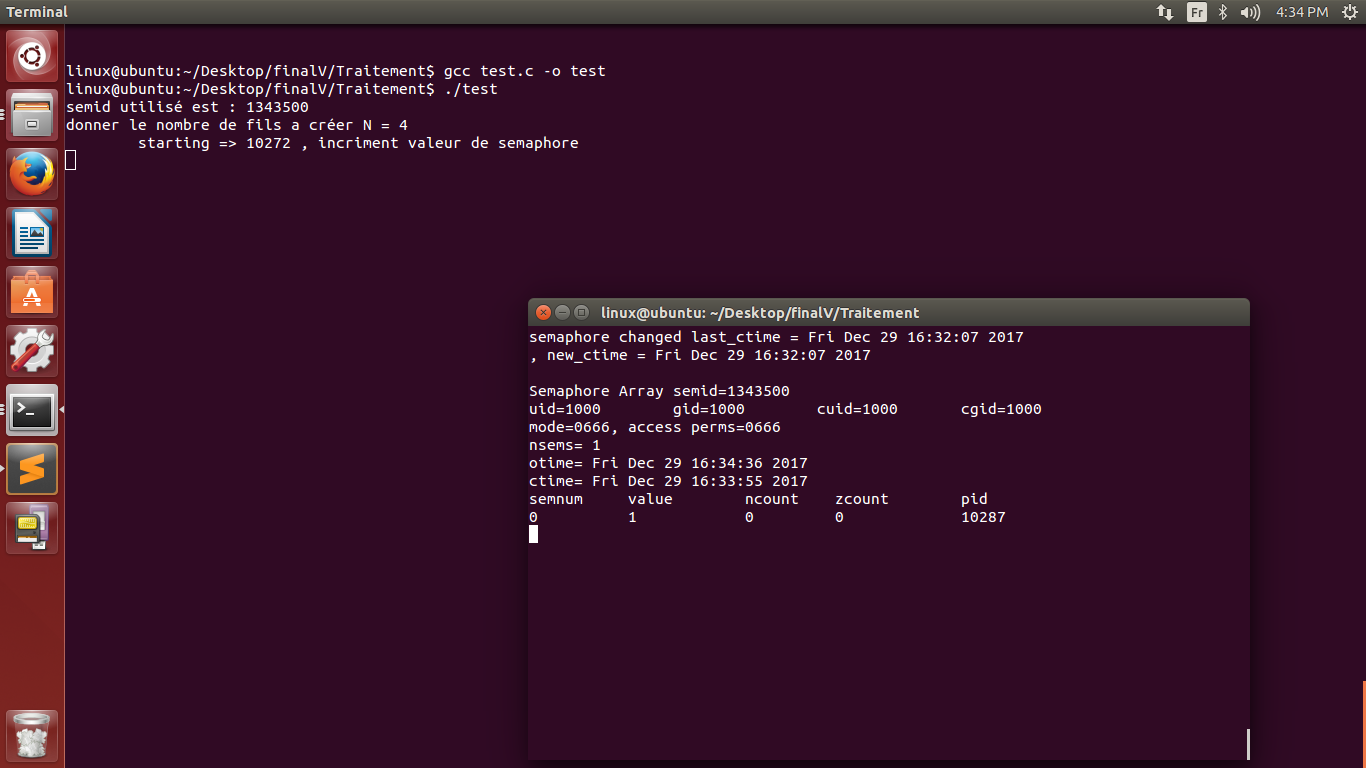 Terminal
Fr
4:34 PM
linux@ubuntu:~/Desktop/finalV/Traitement$ gcc test.c -o test
linux@ubuntu:~/Desktop/finalV/Traitement$ ./test
semid utilisé est : 1343500
donner le nombre de fils a créer N = 4
starting => 10272 , incriment valeur de semaphore
linux@ubuntu: ~/Desktop/finalV/Traitement
semaphore changed last_ctime = Fri Dec 29 16:32:07 2017
, new_ctime = Fri Dec 29 16:32:07 2017
Semaphore Array semid=1343500
uid=1000 gid=1000 cuid=1000 cgid=1000
mode=0666, access perms=0666
nsems= 1
otime= Fri Dec 29 16:34:36 2017
ctime= Fri Dec 29 16:33:55 2017
semnum value ncount zcount pid
0 1 0 0 10287